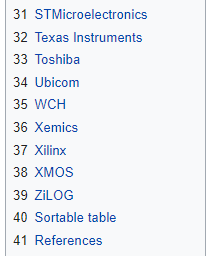 31 STMicroelectronics
32 Texas Instruments
33 Toshiba
34 Ubicom
35 WCH
36 Xemics
37 Xilinx
38 XMOS
39 ZiLOG
40 Sortable table
41 References